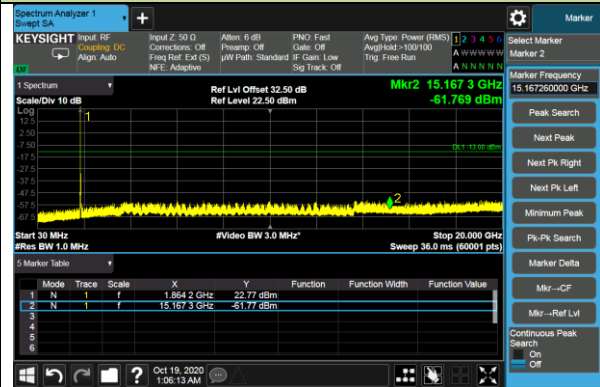 Spectrum Analyzer 1
Swept SA
+
Marker
KEYSIGHT
Input: RF
Coupling: DC
Align: Auto
Input Z: 50 Ω
Corrections: Off
Freq Ref: Ext (S)
NFE: Adaptive
Atten: 6 dB
Preamp: Off
µW Path: Standard
PNO: Fast
Gate: Off
IF Gain: Low
Sig Track: Off
Avg Type: Power (RMS)
Avg|Hold:>100/100
Trig: Free Run
1 2 3 4 5 6
A W W W W W
A N N N N N
Select Marker
Marker 2
LXI
Marker Frequency
15.167260000 GHz
Peak Search
Next Peak
Next Pk Right
Next Pk Left
Minimum Peak
Pk-Pk Search
Marker Delta
Mkr→CF
Mkr→Ref Lvl
Continuous Peak
Search
On
Off
1 Spectrum
Scale/Div 10 dB
Ref Lvl Offset 32.50 dB
Ref Level 22.50 dBm
Mkr2 15.167 3 GHz
-61.769 dBm
Log
12.5
2.50
-7.50
-17.5
-27.5
-37.5
-47.5
-57.5
-67.5
1
DL1 -13.00 dBm
2
Start 30 MHz
#Res BW 1.0 MHz
#Video BW 3.0 MHz*
Stop 20.000 GHz
Sweep 36.0 ms (60001 pts)
5 Marker Table
Mode Trace Scale X Y Function Function Width Function Value
1 N 1 f 1.864 2 GHz 22.77 dBm
2 N 1 f 15.167 3 GHz -61.77 dBm
3
4
5
6
?
Oct 19, 2020
1:06:13 AM